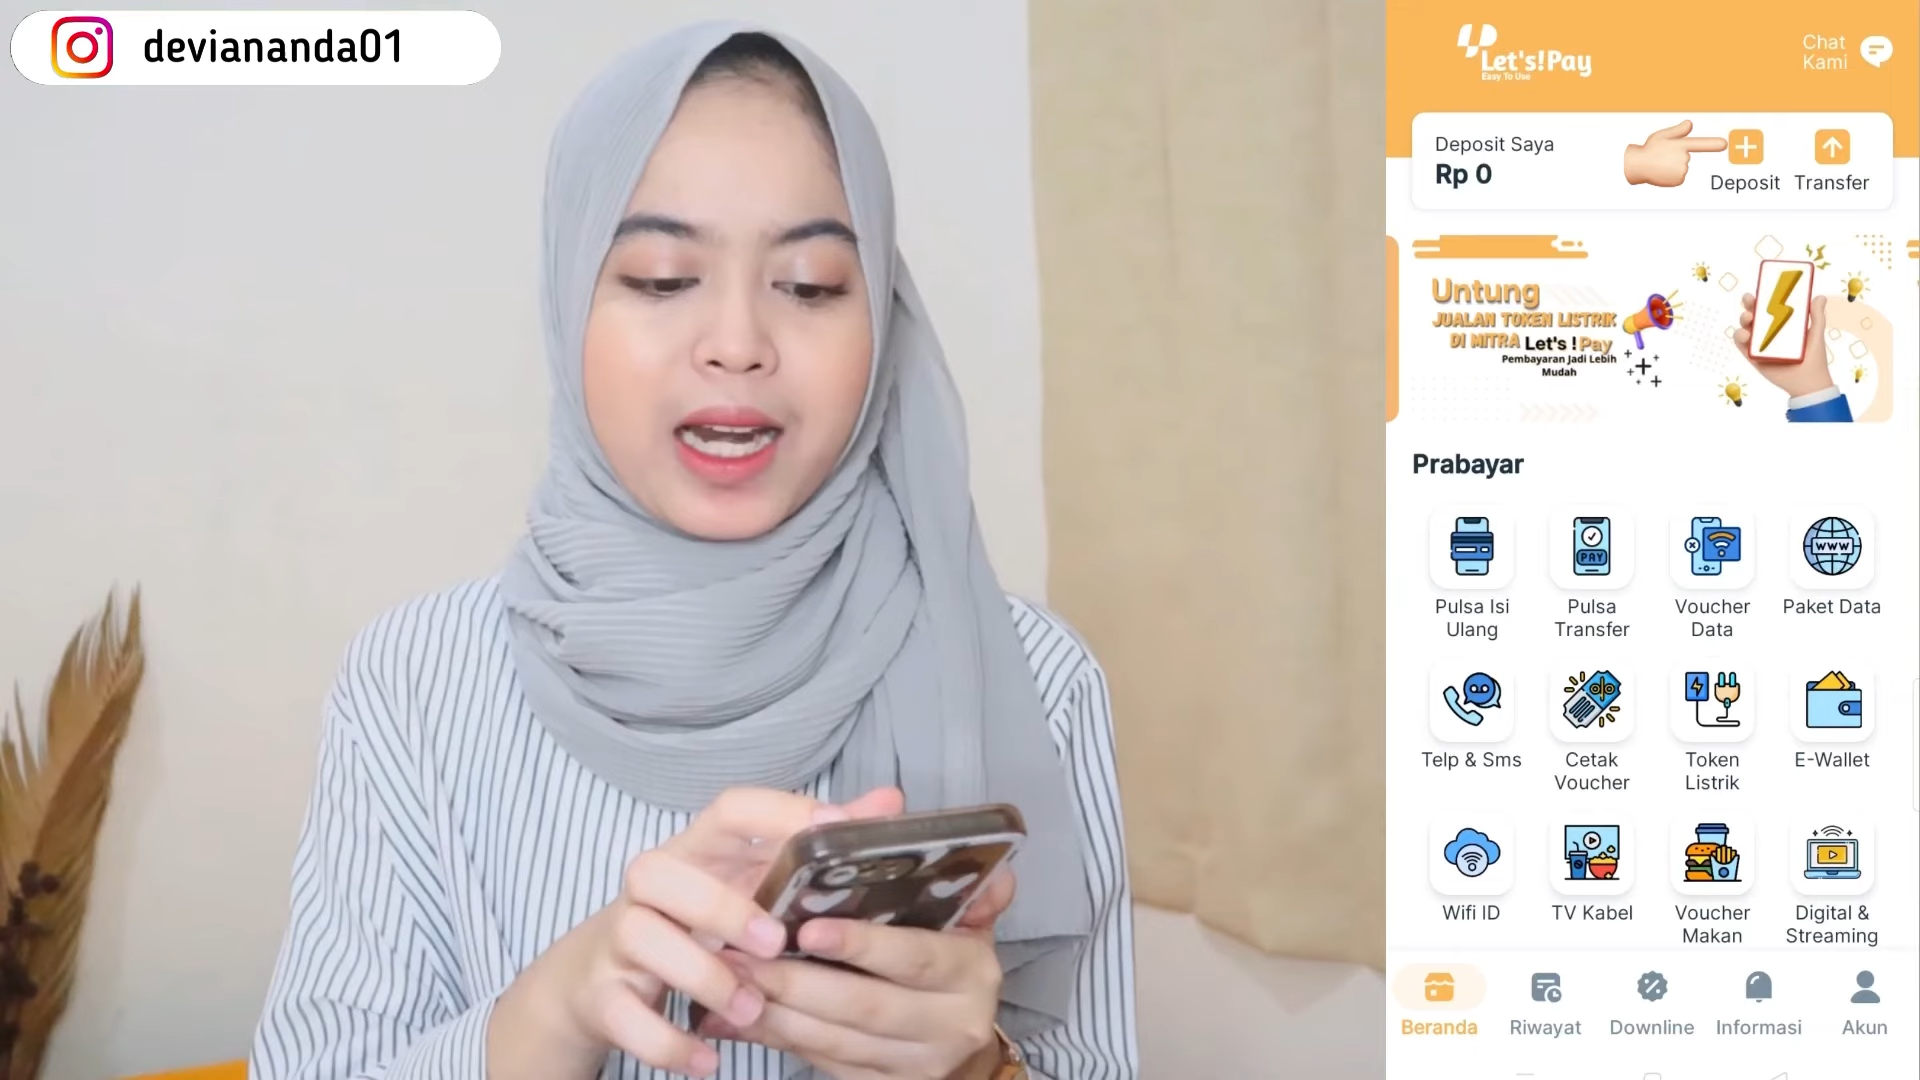 deviananda01
Let's!Pay
Easy To Use
Chat
Kami
Deposit Saya
Rp 0
Deposit
Transfer
Untung
JUALAN TOKEN LISTRIK
DI MITRA Let's !Pay
Pembayaran Jadi Lebih
Mudah
Prabayar
PAY
WWW
Pulsa Isi
Ulang
Pulsa
Transfer
Voucher
Data
Paket Data
Telp & Sms
Cetak
Voucher
Token
Listrik
E-Wallet
Wifi ID
TV Kabel
Voucher
Makan
Digital &
Streaming
Beranda
Riwayat
Downline
Informasi
Akun